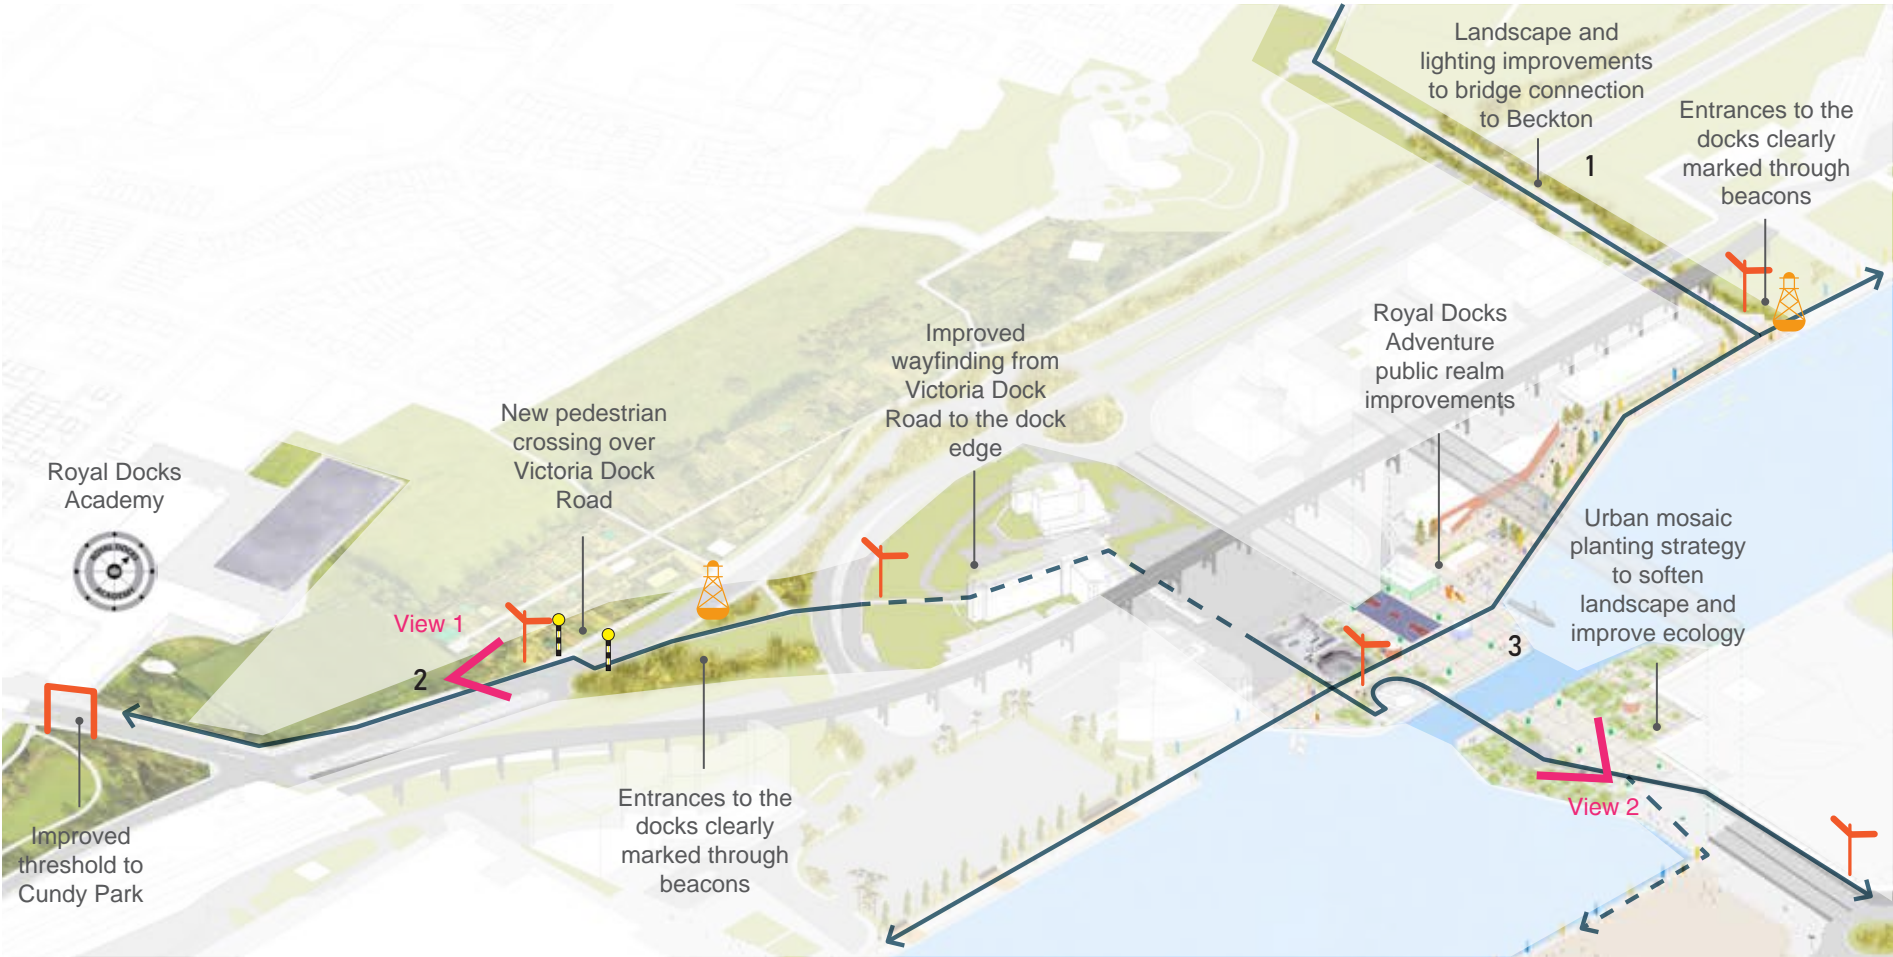 Landscape and
lighting improvements
to bridge connection
to Beckton
1
Entrances to the
docks clearly
marked through
beacons
Improved
wayfinding from
Victoria Dock
Road to the dock
edge
Royal Docks
Adventure
public realm
improvements
New pedestrian
crossing over
Victoria Dock
Road
Royal Docks
Academy
ROYAL DOCKS
ACADEMY
Urban mosaic
planting strategy
to soften
landscape and
improve ecology
View 1
2
3
View 2
Entrances to the
docks clearly
marked through
beacons
Improved
threshold to
Cundy Park